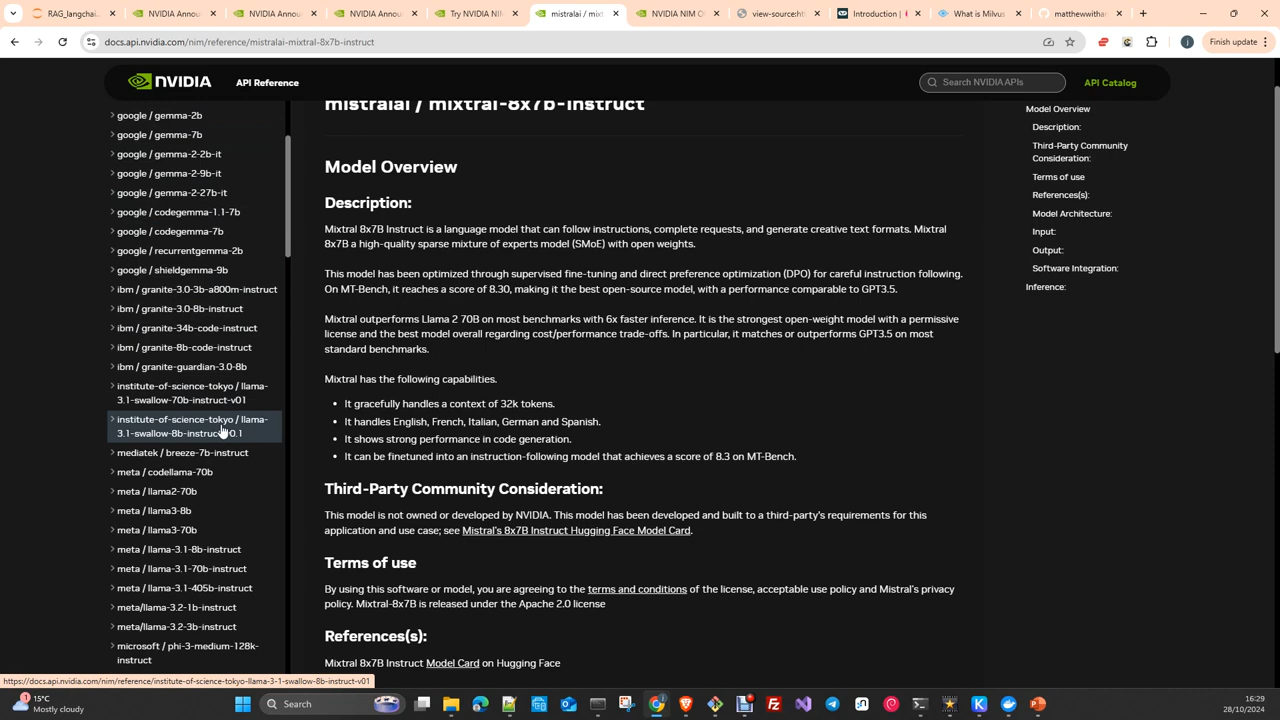 RAG_langchai
NVIDIA Annou
NVIDIA Annou
NVIDIA Annou
Try NVIDIA NIM
mistralai / mixt
NVIDIA NIM O
view-source:ht
Introduction |
What is Milvus
matthewwitha
docs.api.nvidia.com/nim/reference/mistralai-mixtral-8x7b-instruct
Finish update
NVIDIA
API Reference
Search NVIDIA APIs
API Catalog
google / gemma-2b
google / gemma-7b
google / gemma-2-2b-it
google / gemma-2-9b-it
google / gemma-2-27b-it
google / codegemma-1.1-7b
google / codegemma-7b
google / recurrentgemma-2b
google / shieldgemma-9b
ibm / granite-3.0-3b-a800m-instruct
ibm / granite-3.0-8b-instruct
ibm / granite-34b-code-instruct
ibm / granite-8b-code-instruct
ibm / granite-guardian-3.0-8b
institute-of-science-tokyo / llama-
3.1-swallow-70b-instruct-v01
institute-of-science-tokyo / llama-
3.1-swallow-8b-instruct-v0.1
mediatek / breeze-7b-instruct
meta / codellama-70b
meta / llama2-70b
meta / llama3-8b
meta / llama3-70b
meta / llama-3.1-8b-instruct
meta / llama-3.1-70b-instruct
meta / llama-3.1-405b-instruct
meta/llama-3.2-1b-instruct
meta/llama-3.2-3b-instruct
microsoft / phi-3-medium-128k-
instruct
mistralai / mixtral-8x7b-instruct
Model Overview
Description:
Mixtral 8x7B Instruct is a language model that can follow instructions, complete requests, and generate creative text formats. Mixtral
8x7B a high-quality sparse mixture of experts model (SMoE) with open weights.
This model has been optimized through supervised fine-tuning and direct preference optimization (DPO) for careful instruction following.
On MT-Bench, it reaches a score of 8.30, making it the best open-source model, with a performance comparable to GPT3.5.
Mixtral outperforms Llama 2 70B on most benchmarks with 6x faster inference. It is the strongest open-weight model with a permissive
license and the best model overall regarding cost/performance trade-offs. In particular, it matches or outperforms GPT3.5 on most
standard benchmarks.
Mixtral has the following capabilities.
• It gracefully handles a context of 32k tokens.
• It handles English, French, Italian, German and Spanish.
• It shows strong performance in code generation.
• It can be finetuned into an instruction-following model that achieves a score of 8.3 on MT-Bench.
Third-Party Community Consideration:
This model is not owned or developed by NVIDIA. This model has been developed and built to a third-party's requirements for this
application and use case; see Mistral's 8x7B Instruct Hugging Face Model Card.
Terms of use
By using this software or model, you are agreeing to the terms and conditions of the license, acceptable use policy and Mistral's privacy
policy. Mixtral-8x7B is released under the Apache 2.0 license
References(s):
Mixtral 8x7B Instruct Model Card on Hugging Face
Model Overview
Description:
Third-Party Community
Consideration:
Terms of use
References(s):
Model Architecture:
Input:
Output:
Software Integration:
Inference:
https://docs.api.nvidia.com/nim/reference/institute-of-science-tokyo-llama-3-1-swallow-8b-instruct-v01
1
15°C
Mostly cloudy
Search
16:29
28/10/2024